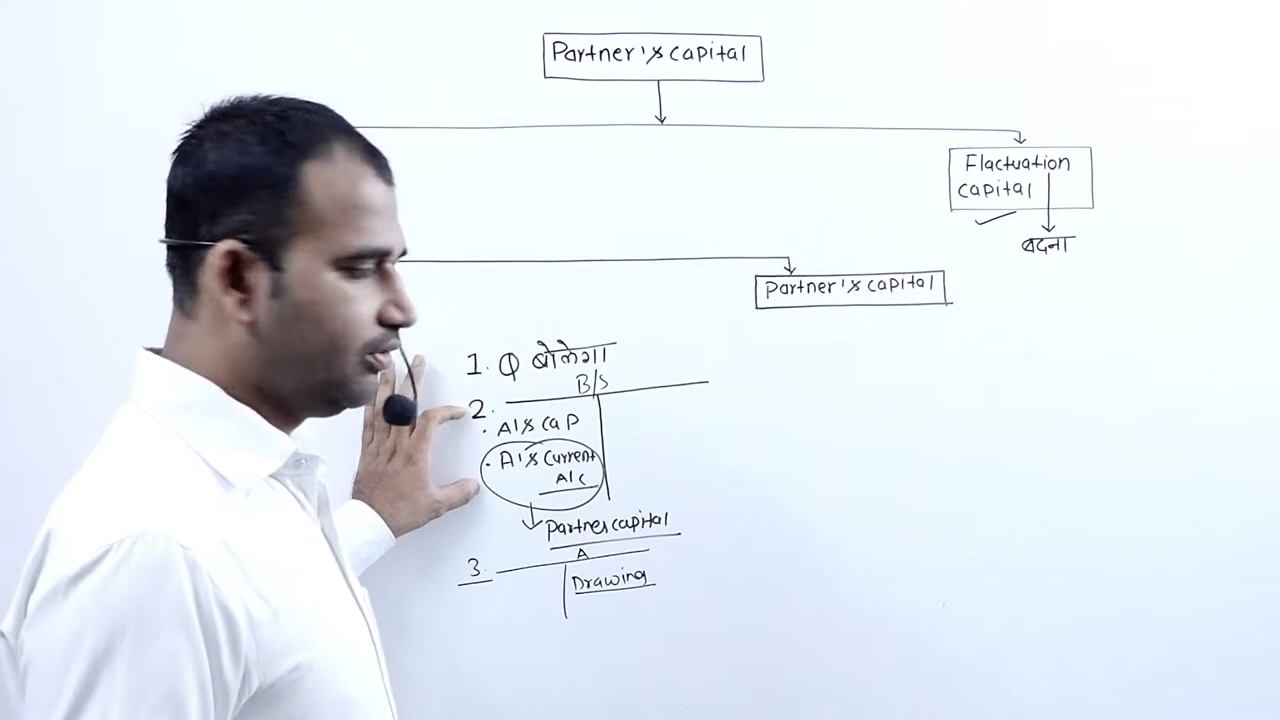 Partner's capital
Flactuation
capital
बदना
Partner's capital
1. Q बोलेगा
B/S
2.
. A's cap
. A's current
A/c
Partner capital
3.
A
Drawing